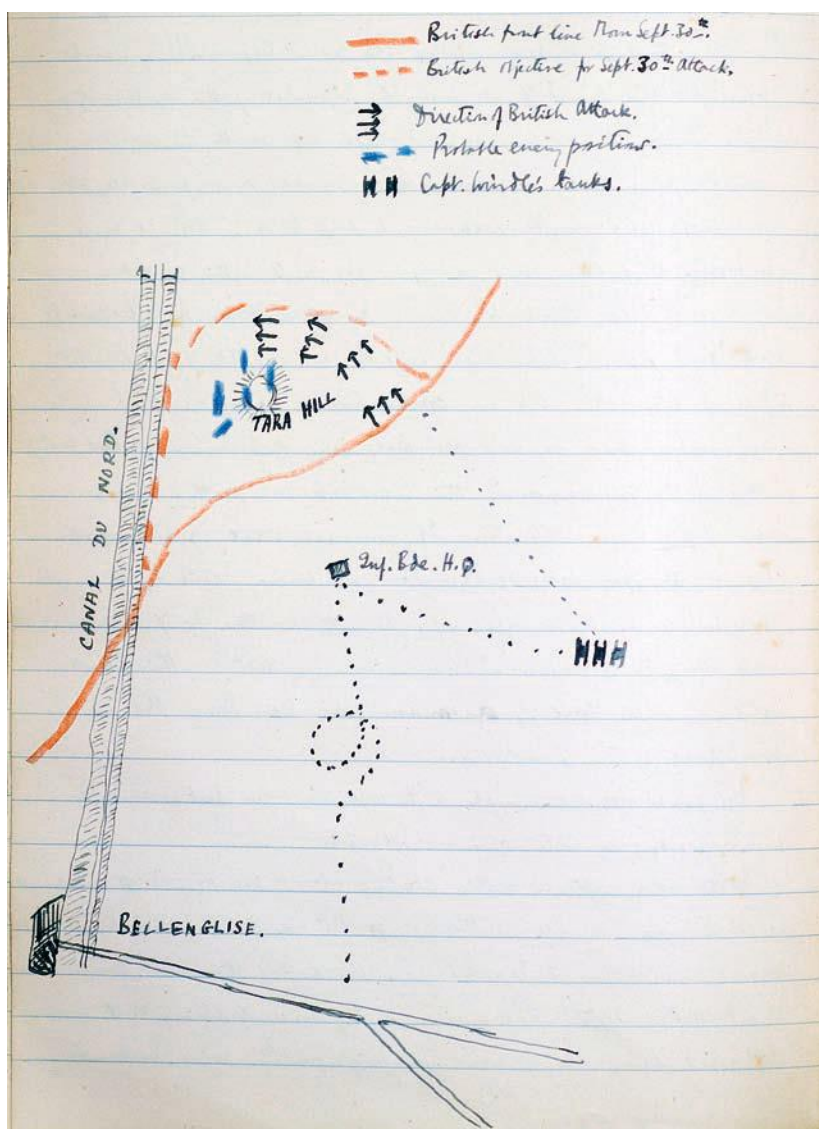 British front line Morn Sept. 30th.
British Objective for Sept. 30th Attack.
Direction of British Attack.
Probable enemy positions.
Capt. Windle's tanks.
TARA HILL
CANAL DU NORD.
Inf. Bde. H.Q.
BELLENGLISE.